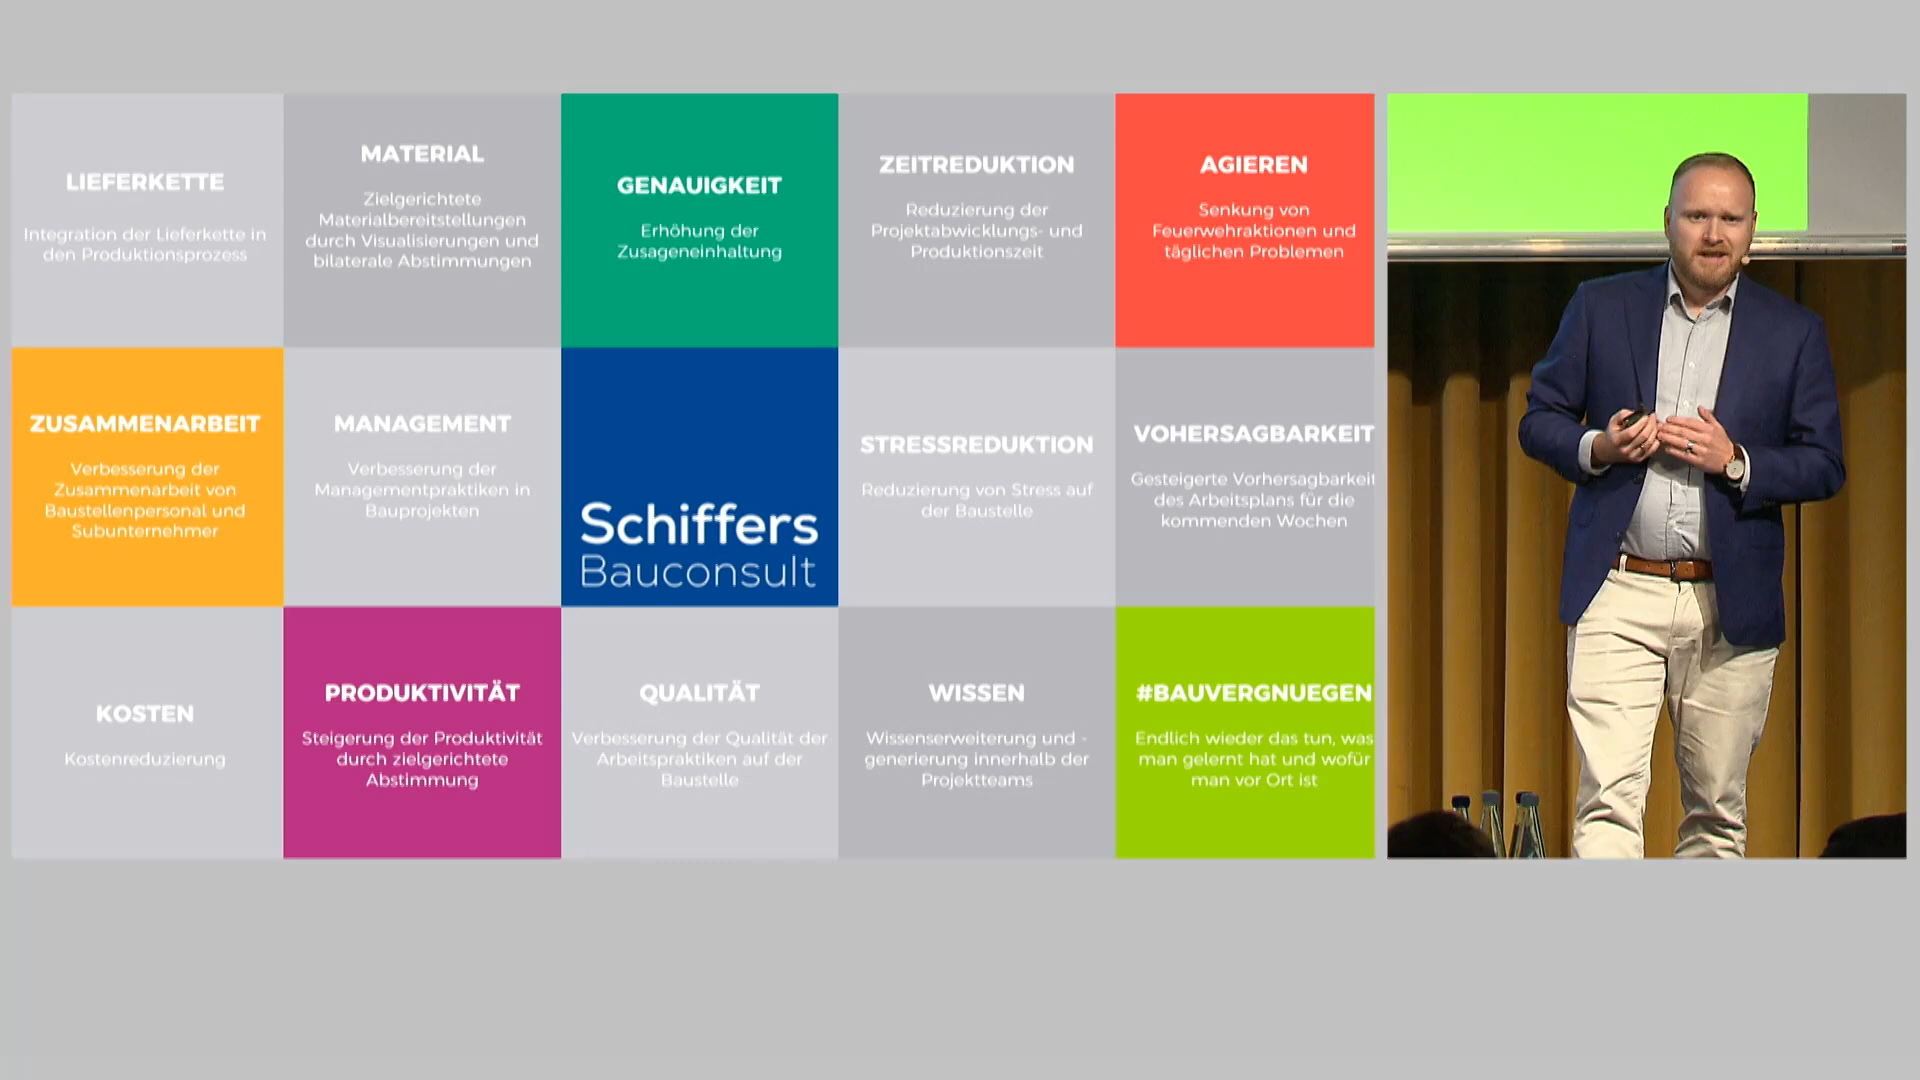 LIEFERKETTE
Integration der Lieferkette in
den Produktionsprozess
MATERIAL
Zielgerichtete
Materialbereitstellungen
durch Visualisierungen und
bilaterale Abstimmungen
GENAUIGKEIT
Erhöhung der
Zusageneinhaltung
ZEITREDUKTION
Reduzierung der
Projektabwicklungs- und
Produktionszeit
AGIEREN
Senkung von
Feuerwehraktionen und
täglichen Problemen
ZUSAMMENARBEIT
Verbesserung der
Zusammenarbeit von
Baustellenpersonal und
Subunternehmer
MANAGEMENT
Verbesserung der
Managementpraktiken in
Bauprojekten
Schiffers
Bauconsult
STRESSREDUKTION
Reduzierung von Stress auf
der Baustelle
VOHERSAGBARKEIT
Gesteigerte Vorhersagbarkeit
des Arbeitsplans für die
kommenden Wochen
KOSTEN
Kostenreduzierung
PRODUKTIVITÄT
Steigerung der Produktivität
durch zielgerichtete
Abstimmung
QUALITÄT
Verbesserung der Qualität der
Arbeitspraktiken auf der
Baustelle
WISSEN
Wissenserweiterung und -
generierung innerhalb der
Projektteams
#BAUVERGNUEGEN
Endlich wieder das tun, was
man gelernt hat und wofür
man vor Ort ist